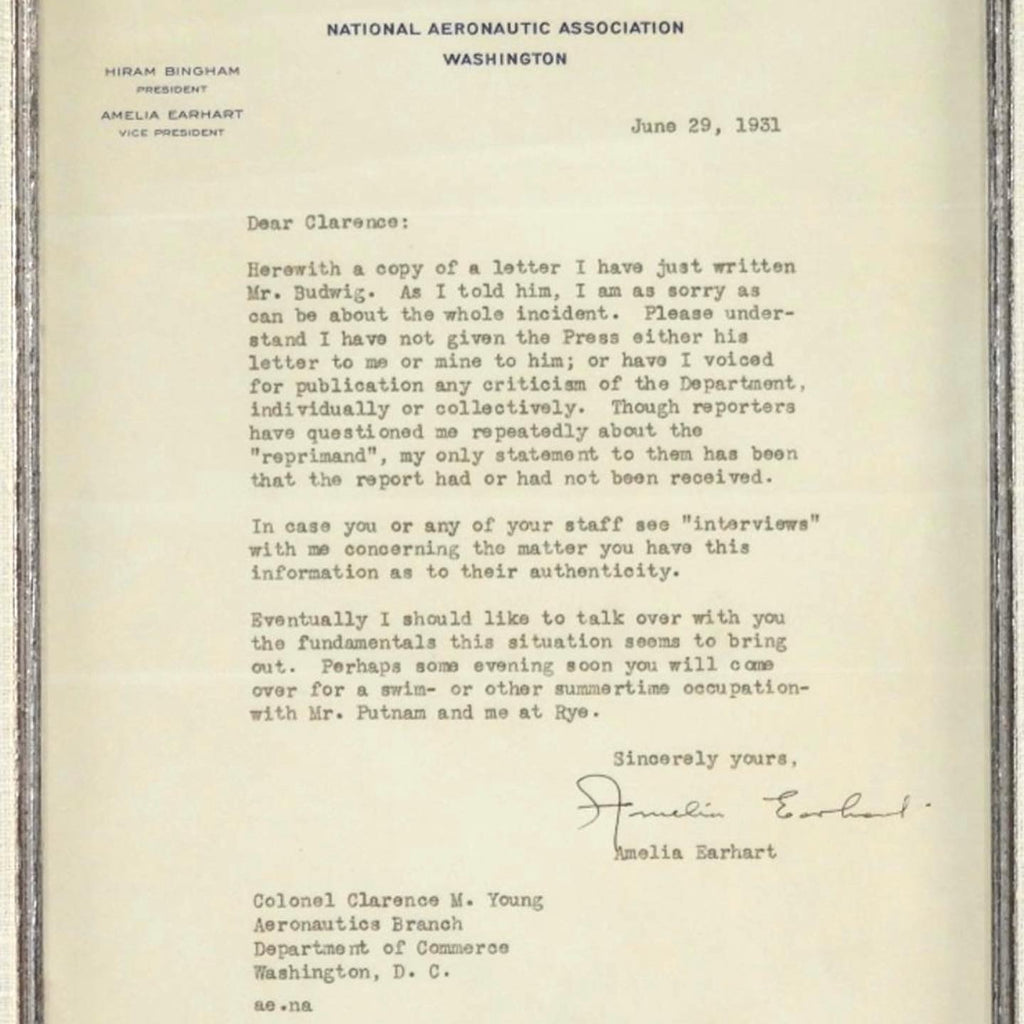 NATIONAL AERONAUTIC ASSOCIATION
WASHINGTON
HIRAM BINGHAM
PRESIDENT
AMELIA EARHART
VICE PRESIDENT
June 29, 1931
Dear Clarence:
Herewith a copy of a letter I have just written
Mr. Budwig. As I told him, I am as sorry as
can be about the whole incident. Please under-
stand I have not given the Press either his
letter to me or mine to him; or have I voiced
for publication any criticism of the Department,
individually or collectively. Though reporters
have questioned me repeatedly about the
"reprimand", my only statement to them has been
that the report had or had not been received.
In case you or any of your staff see "interviews"
with me concerning the matter you have this
information as to their authenticity.
Eventually I should like to talk over with you
the fundamentals this situation seems to bring
out. Perhaps some evening soon you will come
over for a swim- or other summertime occupation-
with Mr. Putnam and me at Rye.
Sincerely yours,
Amelia Earhart
Amelia Earhart
Colonel Clarence M. Young
Aeronautics Branch
Department of Commerce
Washington, D. C.
ae.na